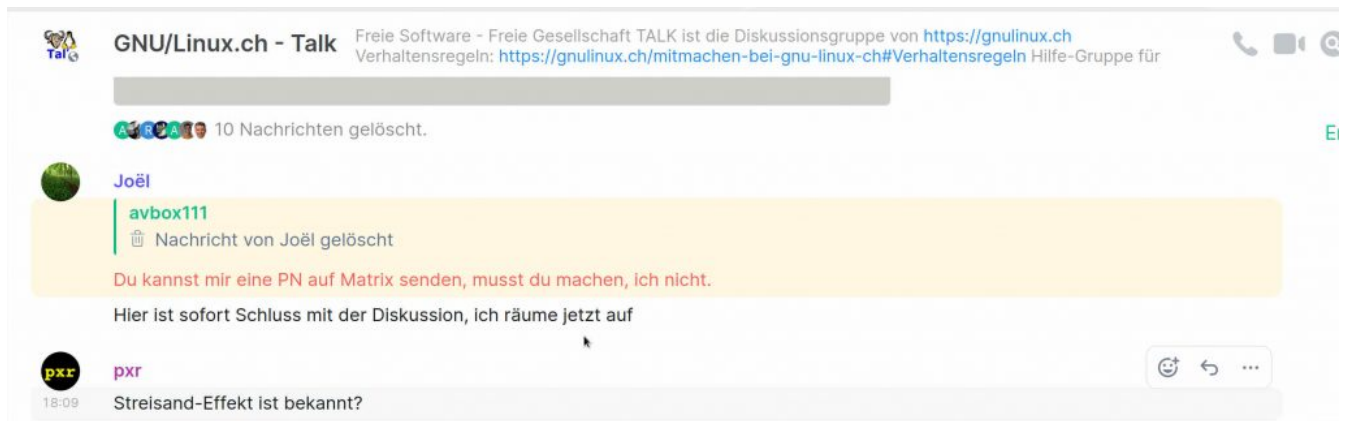 Tal
GNU/Linux.ch - Talk
Freie Software - Freie Gesellschaft TALK ist die Diskussionsgruppe von https://gnulinux.ch
Verhaltensregeln: https://gnulinux.ch/mitmachen-bei-gnu-linux-ch#Verhaltensregeln Hilfe-Gruppe für
A R A 10 Nachrichten gelöscht.
Joël
avbox111
Nachricht von Joël gelöscht
Du kannst mir eine PN auf Matrix senden, musst du machen, ich nicht.
Hier ist sofort Schluss mit der Diskussion, ich räume jetzt auf
pxr
pxr
18:09 Streisand-Effekt ist bekannt?